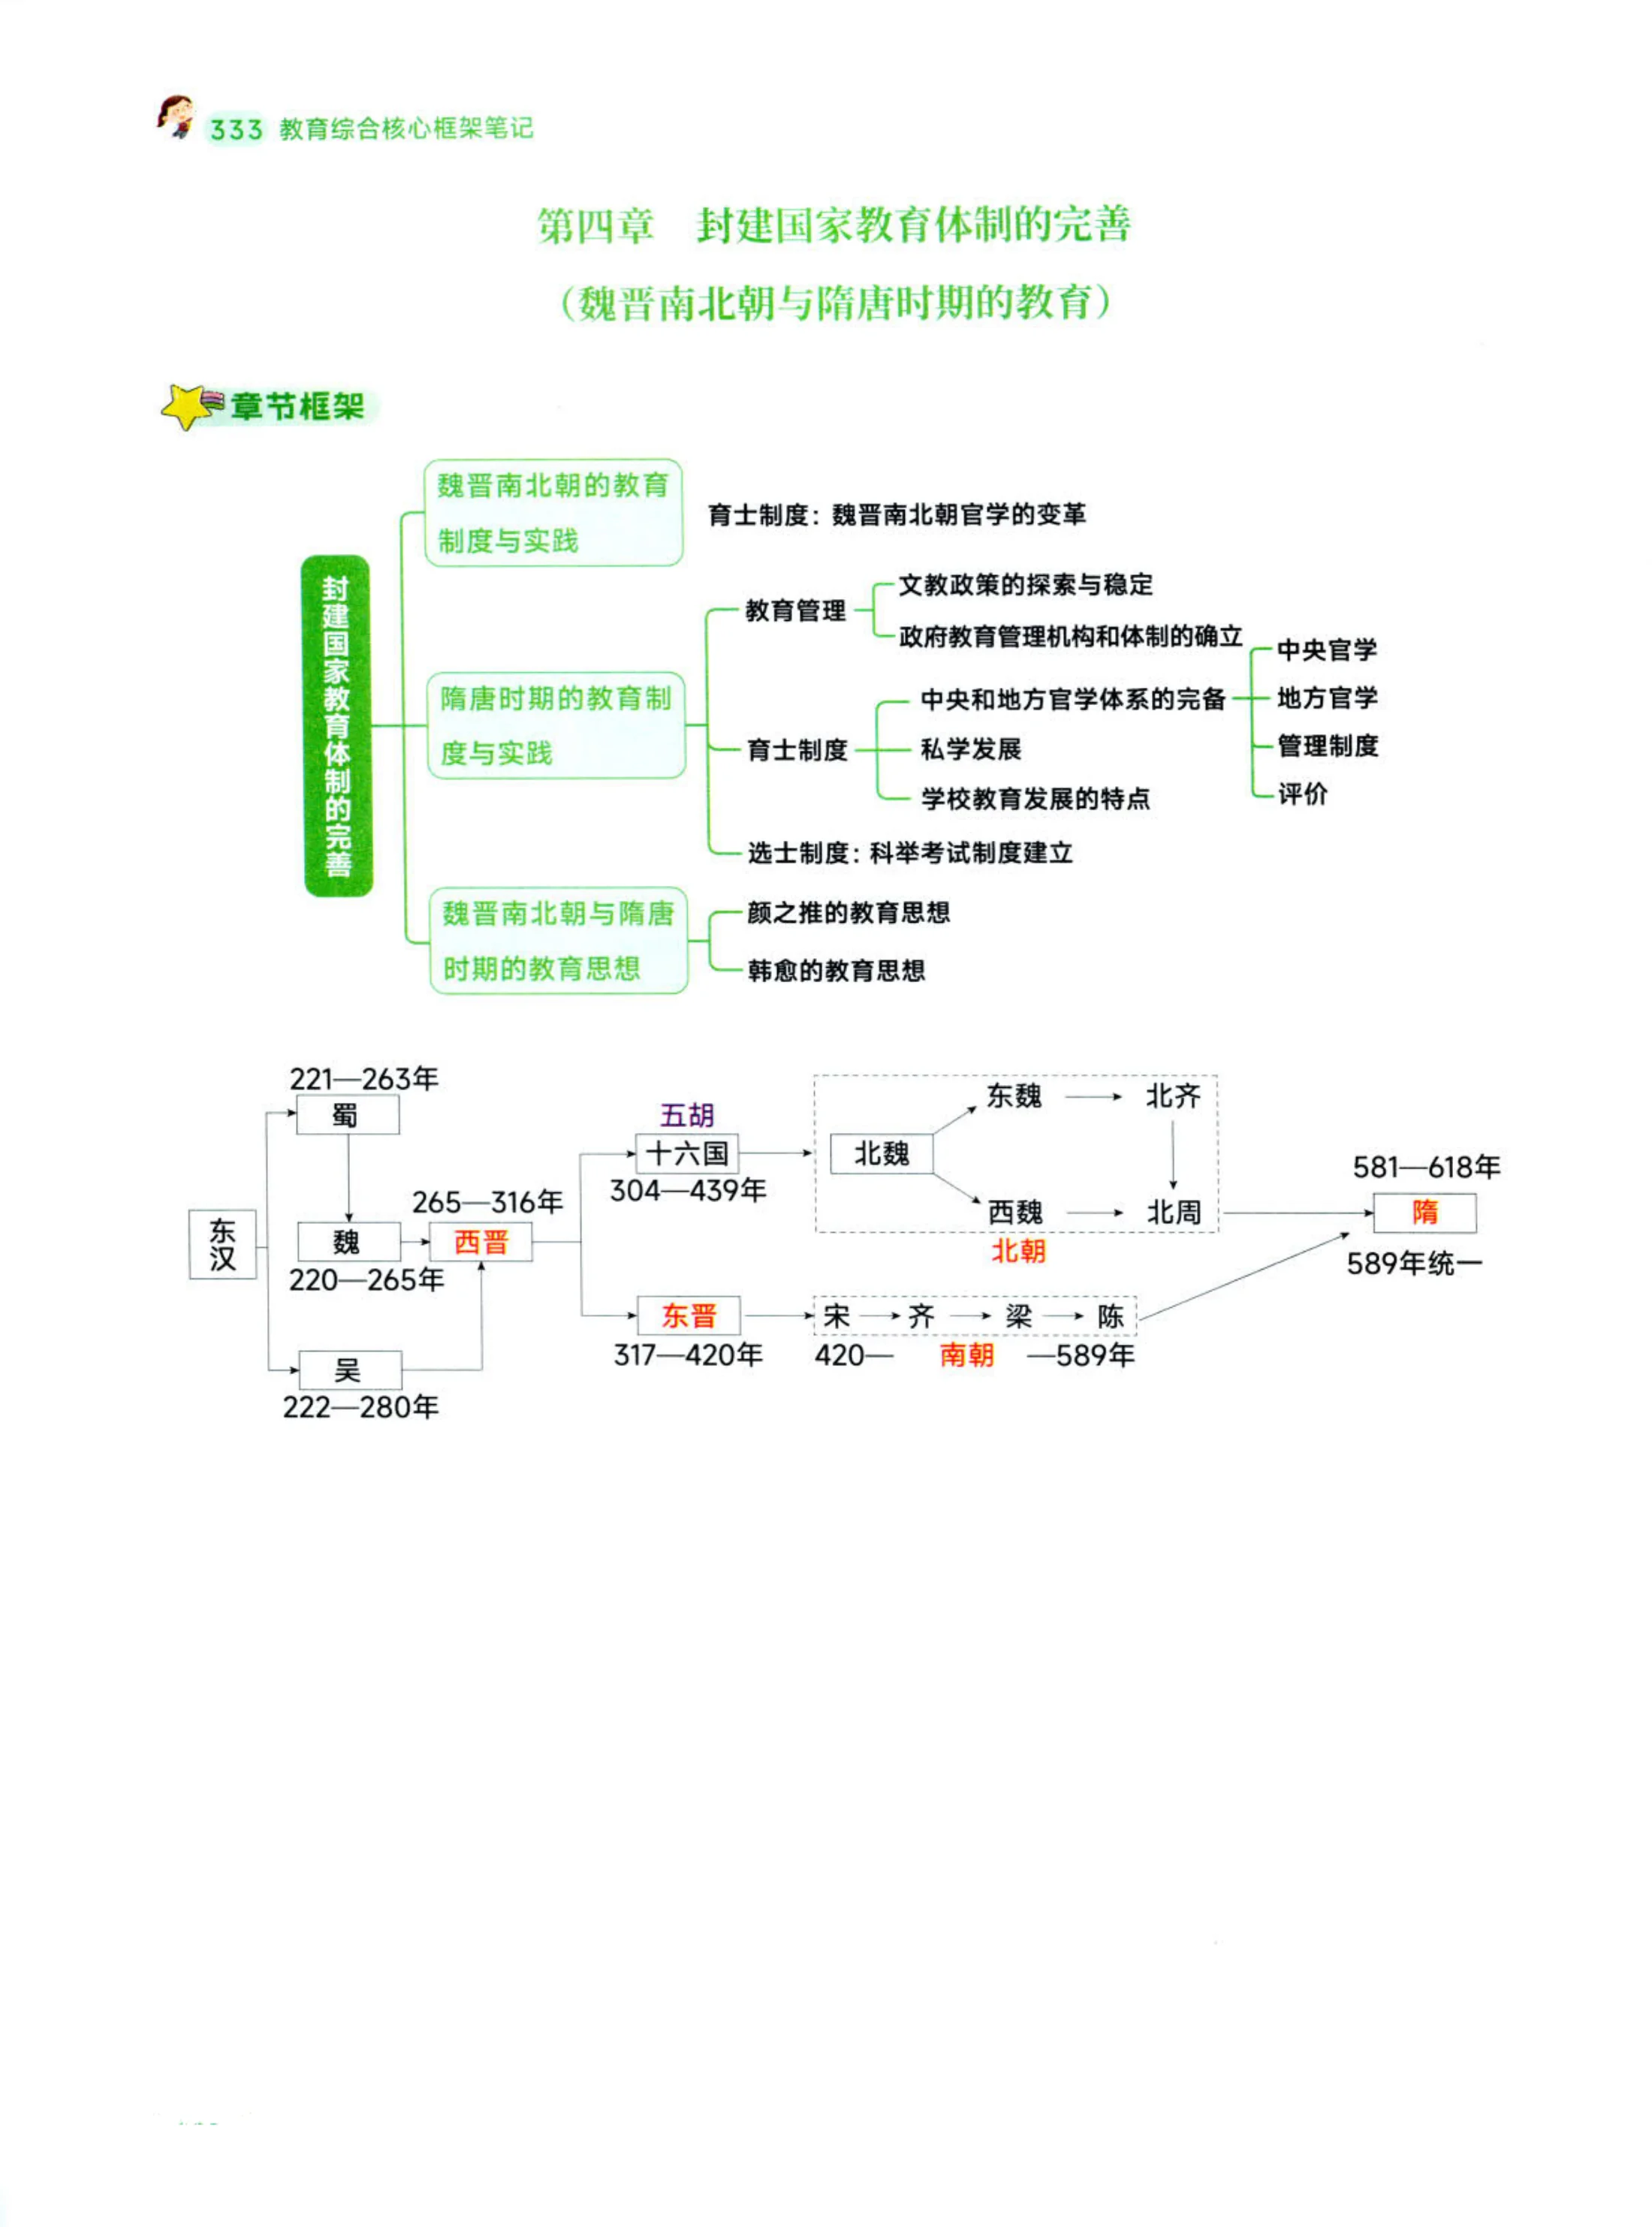 333 教育综合核心框架笔记
第四章 封建国家教育体制的完善
（魏晋南北朝与隋唐时期的教育）
章节框架
封建国家教育体制的完善
魏晋南北朝的教育
制度与实践
育士制度：魏晋南北朝官学的变革
隋唐时期的教育制
度与实践
教育管理
文教政策的探索与稳定
政府教育管理机构和体制的确立
育士制度
中央和地方官学体系的完备
中央官学
地方官学
管理制度
评价
私学发展
学校教育发展的特点
选士制度：科举考试制度建立
魏晋南北朝与隋唐
时期的教育思想
颜之推的教育思想
韩愈的教育思想
东
汉
221—263年
蜀
魏
220—265年
吴
222—280年
265—316年
西晋
五胡
十六国
304—439年
北魏
东魏
北齐
西魏
北周
北朝
东晋
317—420年
宋
齐
梁
陈
420— 南朝 —589年
581—618年
隋
589年统一